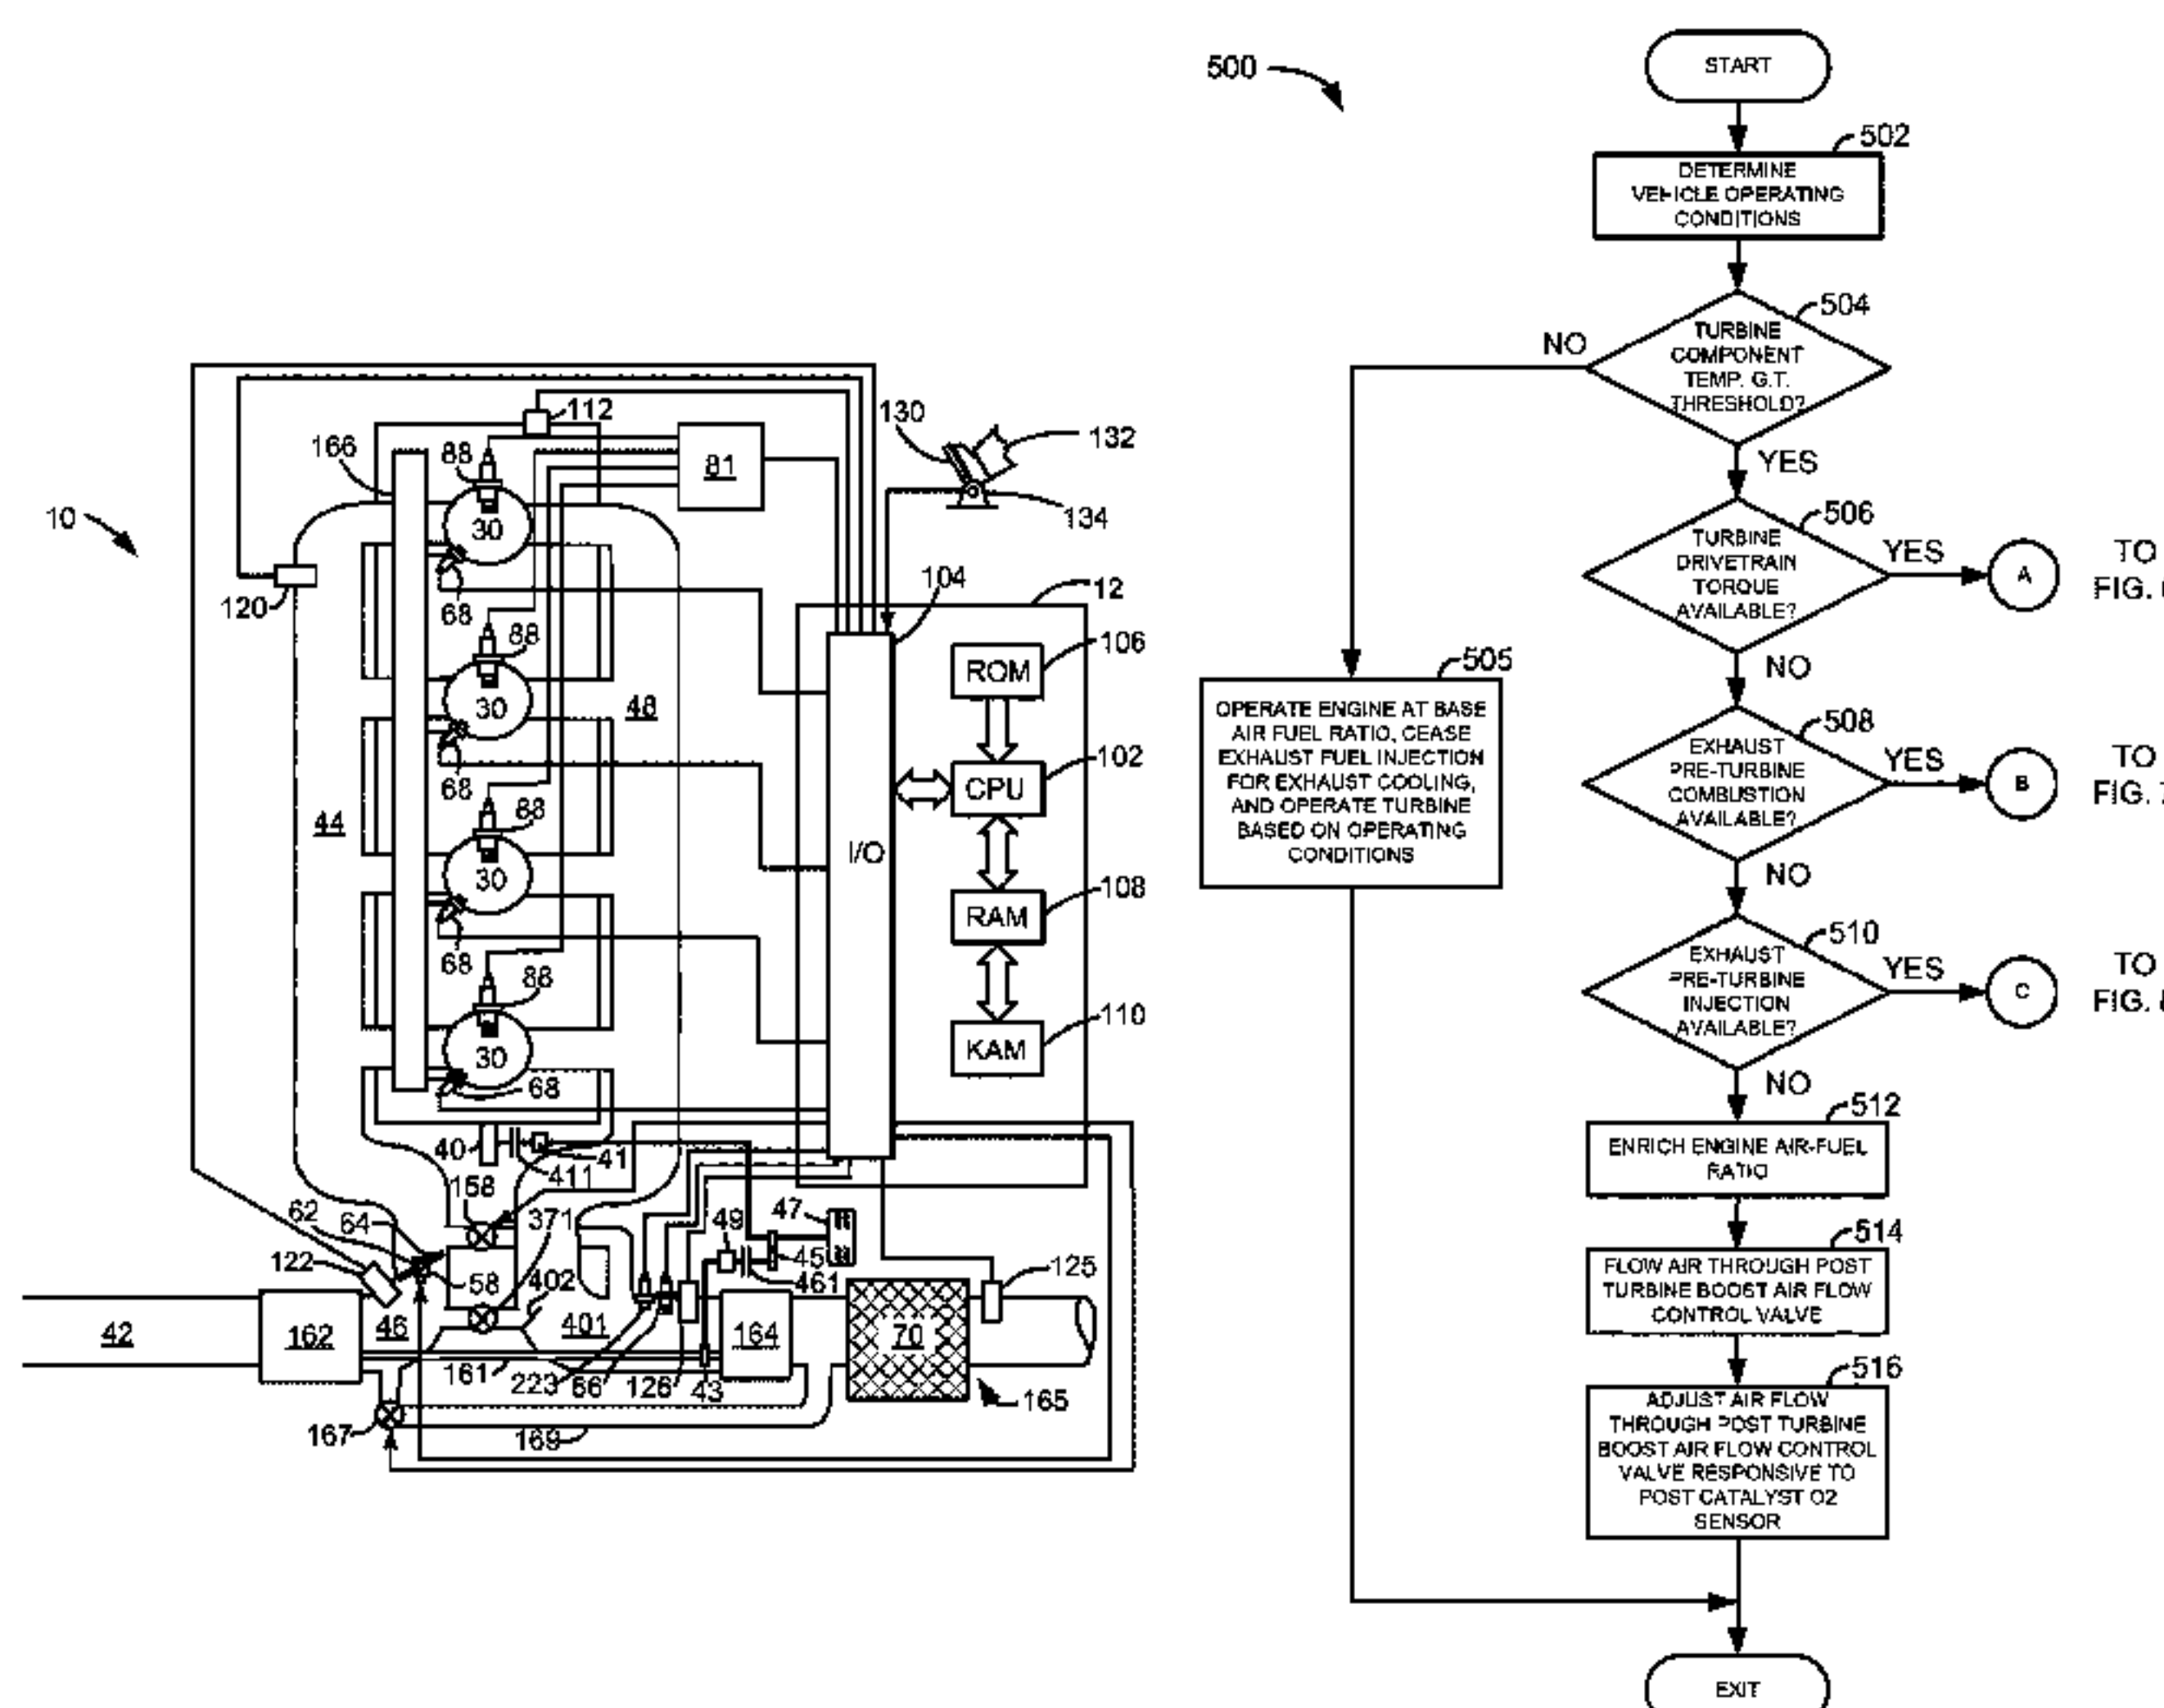 10
166
112
88
30
68
120
81
130
132
134
104
12
88
30
68
48
44
106
ROM
102
CPU
I/O
88
30
68
108
RAM
88
30
68
110
KAM
40
411
41
158
62
64
371
122
58
402
49
47
45
461
125
42
162
46
401
164
70
161
223
66
126
43
165
167
169
500
START
502
DETERMINE
VEHICLE OPERATING
CONDITIONS
504
NO
TURBINE
COMPONENT
TEMP. G.T.
THRESHOLD?
YES
506
TURBINE
DRIVETRAIN
TORQUE
AVAILABLE?
YES
A
TO
FIG.
NO
505
OPERATE ENGINE AT BASE
AIR FUEL RATIO, CEASE
EXHAUST FUEL INJECTION
FOR EXHAUST COOLING,
AND OPERATE TURBINE
BASED ON OPERATING
CONDITIONS
508
EXHAUST
PRE-TURBINE
COMBUSTION
AVAILABLE?
YES
B
TO
FIG. 7
NO
510
EXHAUST
PRE-TURBINE
INJECTION
AVAILABLE?
YES
C
TO
FIG.
NO
512
ENRICH ENGINE AIR-FUEL
RATIO
514
FLOW AIR THROUGH POST
TURBINE BOOST AIR FLOW
CONTROL VALVE
516
ADJUST AIR FLOW
THROUGH POST TURBINE
BOOST AIR FLOW CONTROL
VALVE RESPONSIVE TO
POST CATALYST O2
SENSOR
EXIT